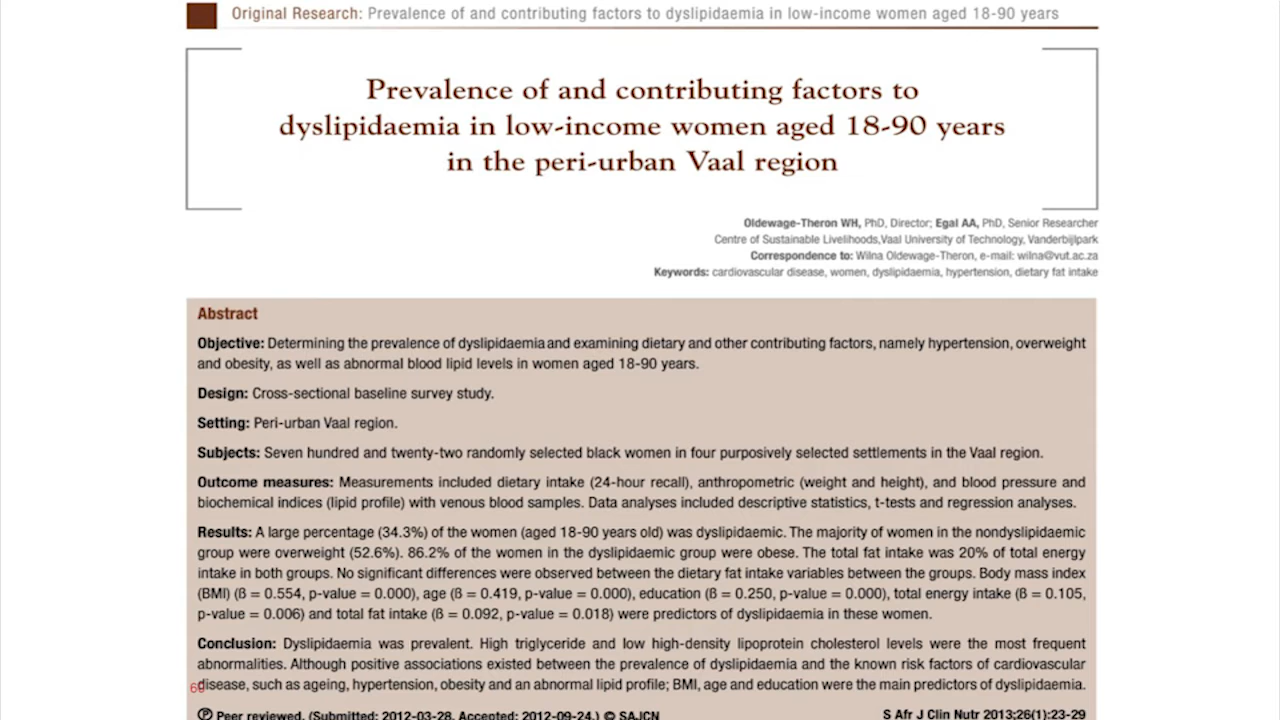 Original Research: Prevalence of and contributing factors to dyslipidaemia in low-income women aged 18-90 years
Prevalence of and contributing factors to
dyslipidaemia in low-income women aged 18-90 years
in the peri-urban Vaal region
Oldewage-Theron WH, PhD, Director; Egal AA, PhD, Senior Researcher
Centre of Sustainable Livelihoods,Vaal University of Technology, Vanderbijlpark
Correspondence to: Wilna Oldewage-Theron, e-mail: wilna@vut.ac.za
Keywords: cardiovascular disease, women, dyslipidaemia, hypertension, dietary fat intake
Abstract
Objective: Determining the prevalence of dyslipidaemia and examining dietary and other contributing factors, namely hypertension, overweight
and obesity, as well as abnormal blood lipid levels in women aged 18-90 years.
Design: Cross-sectional baseline survey study.
Setting: Peri-urban Vaal region.
Subjects: Seven hundred and twenty-two randomly selected black women in four purposively selected settlements in the Vaal region.
Outcome measures: Measurements included dietary intake (24-hour recall), anthropometric (weight and height), and blood pressure and
biochemical indices (lipid profile) with venous blood samples. Data analyses included descriptive statistics, t-tests and regression analyses.
Results: A large percentage (34.3%) of the women (aged 18-90 years old) was dyslipidaemic. The majority of women in the nondyslipidaemic
group were overweight (52.6%). 86.2% of the women in the dyslipidaemic group were obese. The total fat intake was 20% of total energy
intake in both groups. No significant differences were observed between the dietary fat intake variables between the groups. Body mass index
(BMI) (ß = 0.554, p-value = 0.000), age (ß = 0.419, p-value = 0.000), education (ß = 0.250, p-value = 0.000), total energy intake (ß = 0.105,
p-value = 0.006) and total fat intake (ß = 0.092, p-value = 0.018) were predictors of dyslipidaemia in these women.
Conclusion: Dyslipidaemia was prevalent. High triglyceride and low high-density lipoprotein cholesterol levels were the most frequent
abnormalities. Although positive associations existed between the prevalence of dyslipidaemia and the known risk factors of cardiovascular
disease, such as ageing, hypertension, obesity and an abnormal lipid profile; BMI, age and education were the main predictors of dyslipidaemia.
Ⓟ Peer reviewed. (Submitted: 2012-03-28. Accepted: 2012-09-24.) © SAJCN
S Afr J Clin Nutr 2013;26(1):23-29